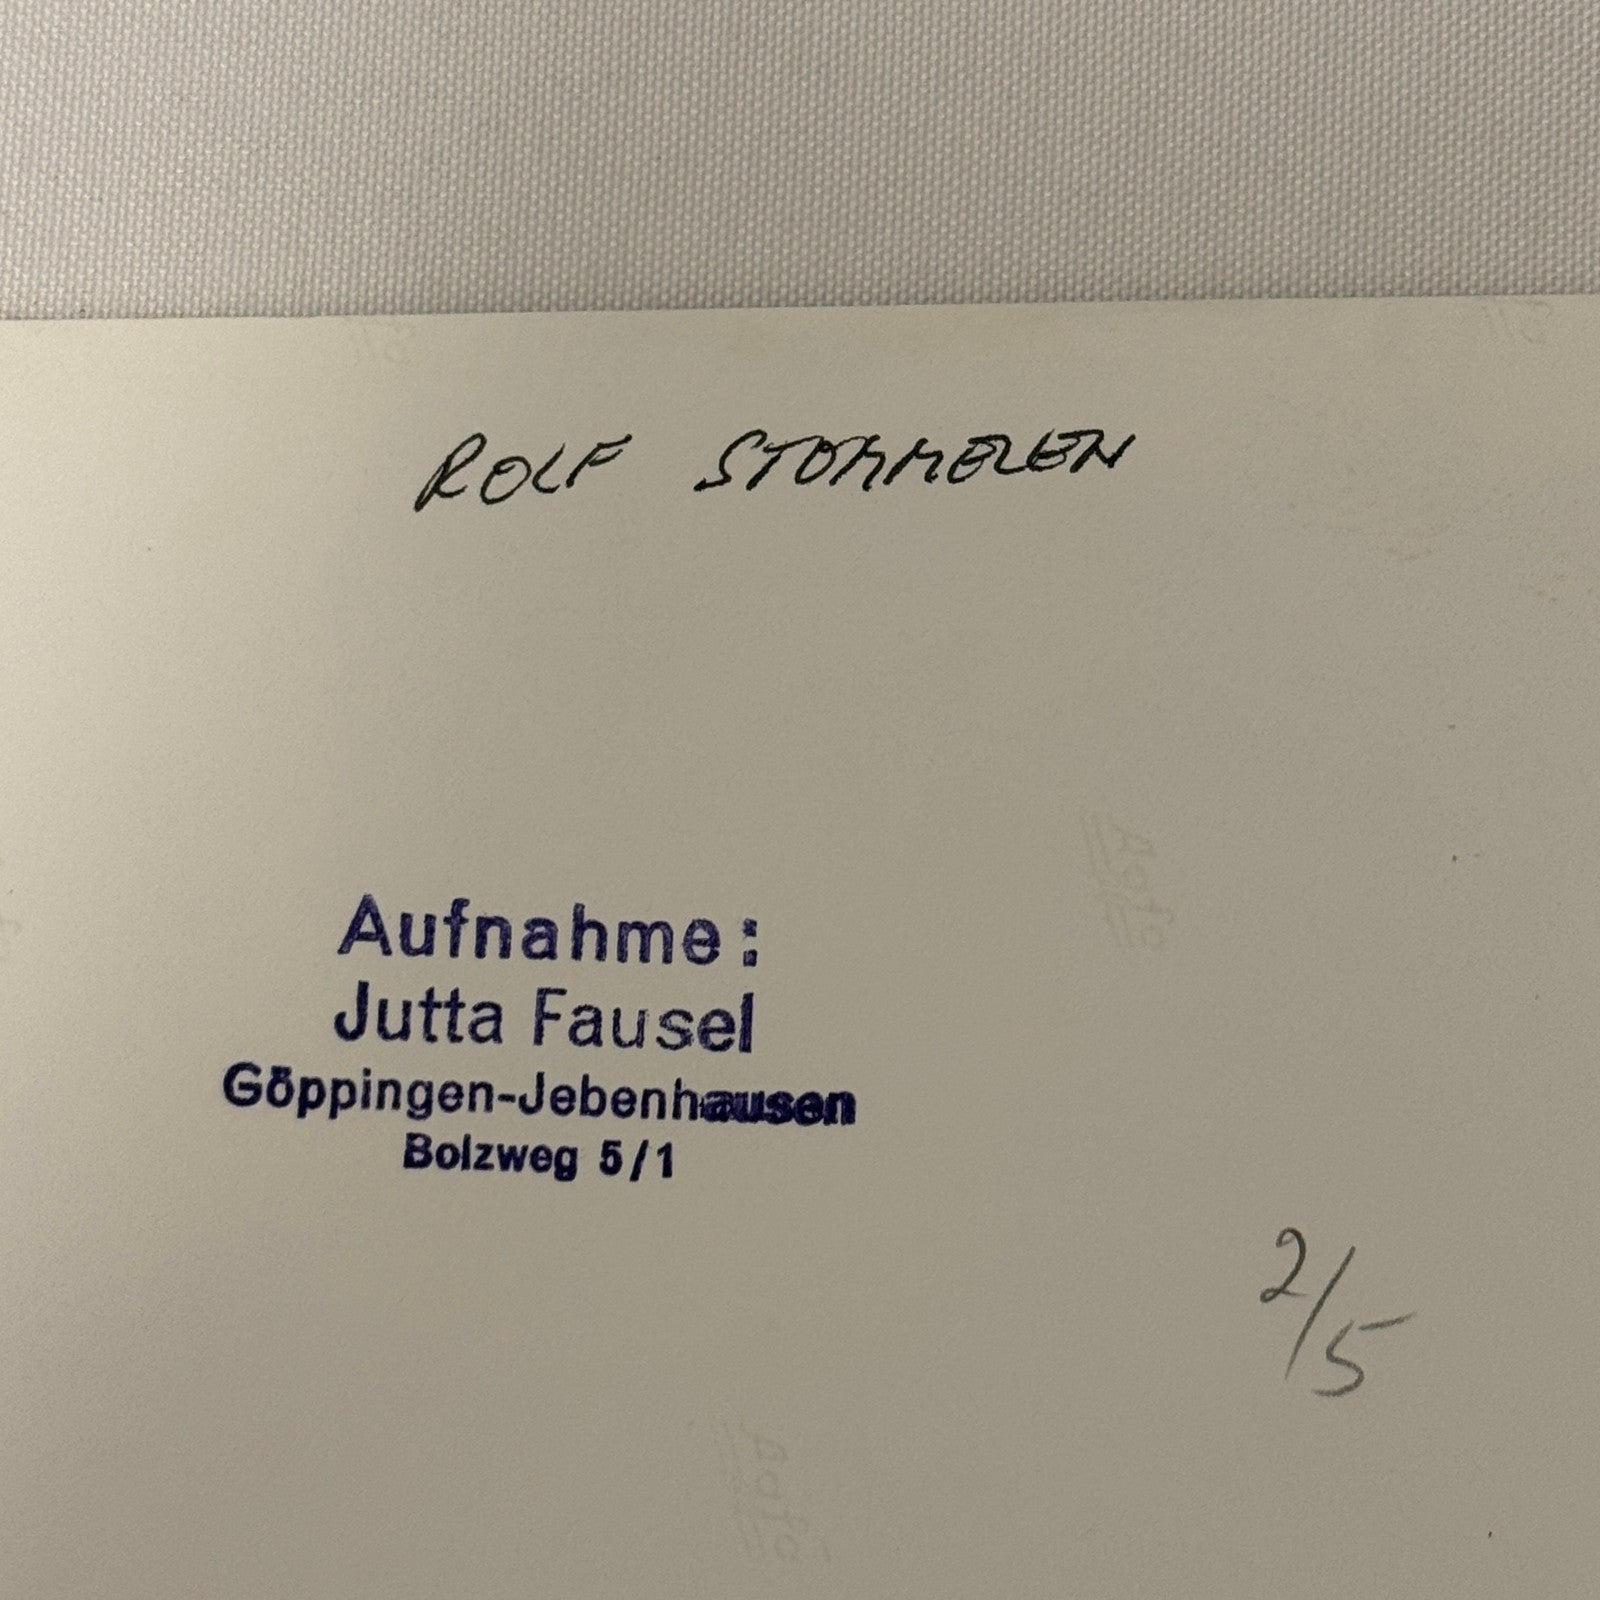 ROLF STOMMELEN
Aufnahme:
Jutta Fausel
Göppingen-Jebenhausen
Bolzweg 5/1
2/5